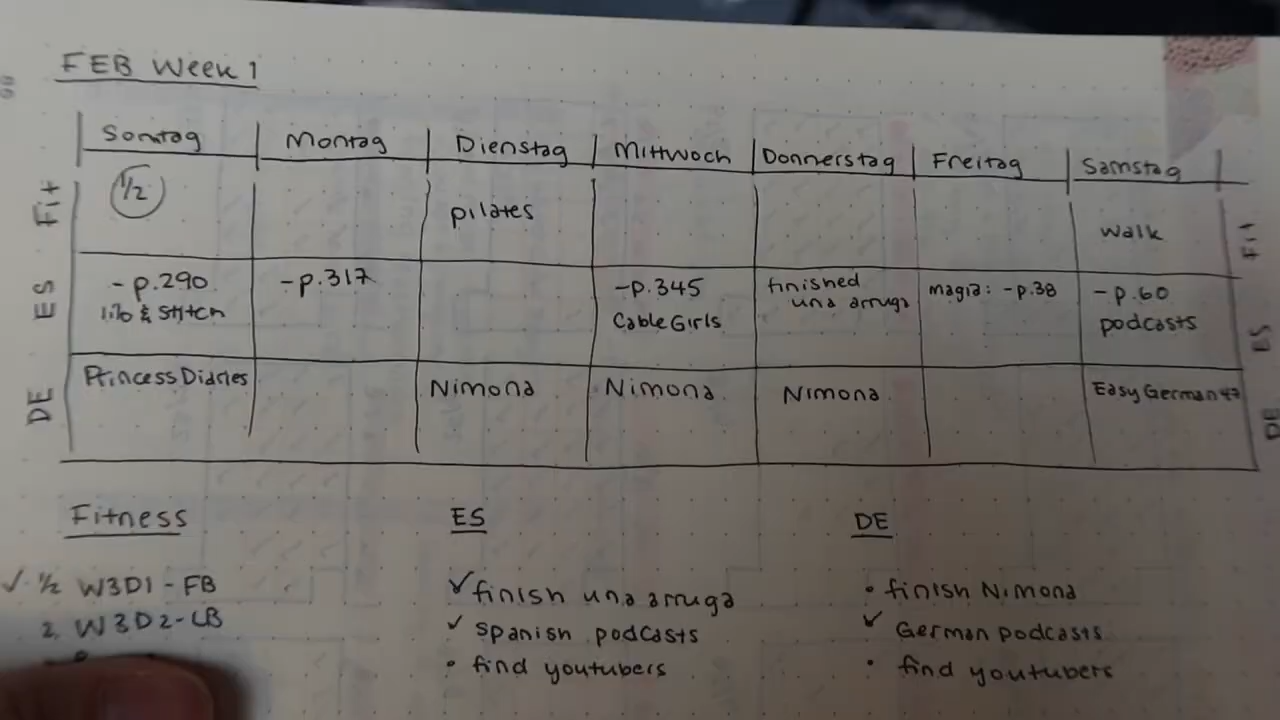 FEB Week 1
Sonntag Montag Dienstag Mittwoch Donnerstag Freitag Samstag
Fit 1/2 pilates walk Fit
ES -p.290 -p.317 -p.345 finished magia: -p.38 -p.60 ES
lilo & stitch Cable Girls una arruga podcasts
DE Princess Diaries Nimona Nimona Nimona Easy German DE
Fitness ES DE
✓ 1/2 W3D1 - FB ✓ finish una arruga • finish Nimona
2. W3D2 - LB ✓ Spanish podcasts ✓ German podcasts
• find youtubers • find youtubers